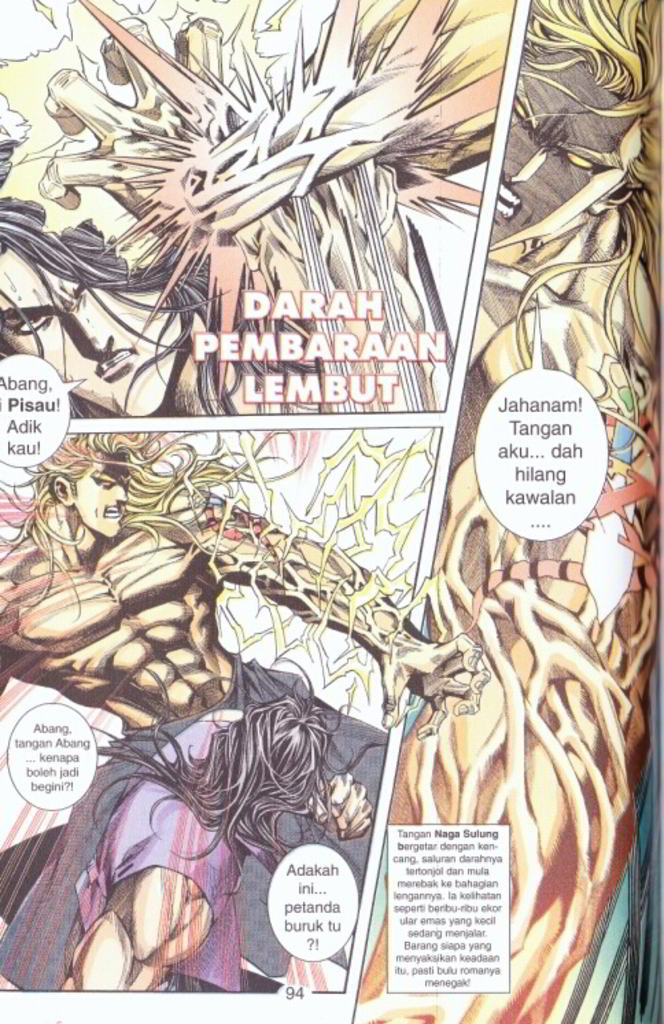 DARAH
PEMBARAAN
LEMBUT
Abang,
Pisau!
Adik
kau!
Jahanam!
Tangan
aku... dah
hilang
kawalan
....
Abang,
tangan Abang
... kenapa
boleh jadi
begini?!
Adakah
ini...
petanda
buruk tu
?!
Tangan Naga Sulung
bergetar dengan ken-
cang, saluran darahnya
tertonjol dan mula
merebak ke bahagian
lengannya. Ia kelihatan
seperti beribu-ribu ekor
ular emas yang kecil
sedang menjalar.
Barang siapa yang
menyaksikan keadaan
itu, pasti bulu romanya
menegak!
94